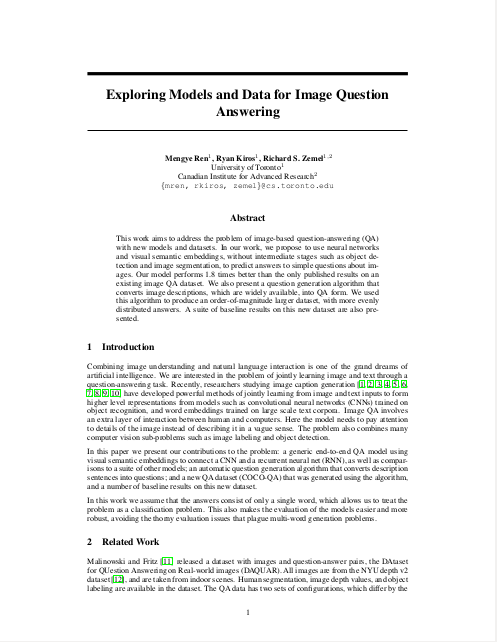 Exploring Models and Data for Image Question
Answering
Mengye Ren1, Ryan Kiros1, Richard S. Zemel1,2
University of Toronto1
Canadian Institute for Advanced Research2
{mren, rkiros, zemel}@cs.toronto.edu
Abstract
This work aims to address the problem of image-based question-answering (QA)
with new models and datasets. In our work, we propose to use neural networks
and visual semantic embeddings, without intermediate stages such as object de-
tection and image segmentation, to predict answers to simple questions about im-
ages. Our model performs 1.8 times better than the only published results on an
existing image QA dataset. We also present a question generation algorithm that
converts image descriptions, which are widely available, into QA form. We used
this algorithm to produce an order-of-magnitude larger dataset, with more evenly
distributed answers. A suite of baseline results on this new dataset are also pre-
sented.
1 Introduction
Combining image understanding and natural language interaction is one of the grand dreams of
artificial intelligence. We are interested in the problem of jointly learning image and text through a
question-answering task. Recently, researchers studying image caption generation [1, 2, 3, 4, 5, 6,
7, 8, 9, 10] have developed powerful methods of jointly learning from image and text inputs to form
higher level representations from models such as convolutional neural networks (CNNs) trained on
object recognition, and word embeddings trained on large scale text corpora. Image QA involves
an extra layer of interaction between human and computers. Here the model needs to pay attention
to details of the image instead of describing it in a vague sense. The problem also combines many
computer vision sub-problems such as image labeling and object detection.
In this paper we present our contributions to the problem: a generic end-to-end QA model using
visual semantic embeddings to connect a CNN and a recurrent neural net (RNN), as well as compar-
isons to a suite of other models; an automatic question generation algorithm that converts description
sentences into questions; and a new QA dataset (COCO-QA) that was generated using the algorithm,
and a number of baseline results on this new dataset.
In this work we assume that the answers consist of only a single word, which allows us to treat the
problem as a classification problem. This also makes the evaluation of the models easier and more
robust, avoiding the thorny evaluation issues that plague multi-word generation problems.
2 Related Work
Malinowski and Fritz [11] released a dataset with images and question-answer pairs, the DAtaset
for QUestion Answering on Real-world images (DAQUAR). All images are from the NYU depth v2
dataset [12], and are taken from indoor scenes. Human segmentation, image depth values, and object
labeling are available in the dataset. The QA data has two sets of configurations, which differ by the
1